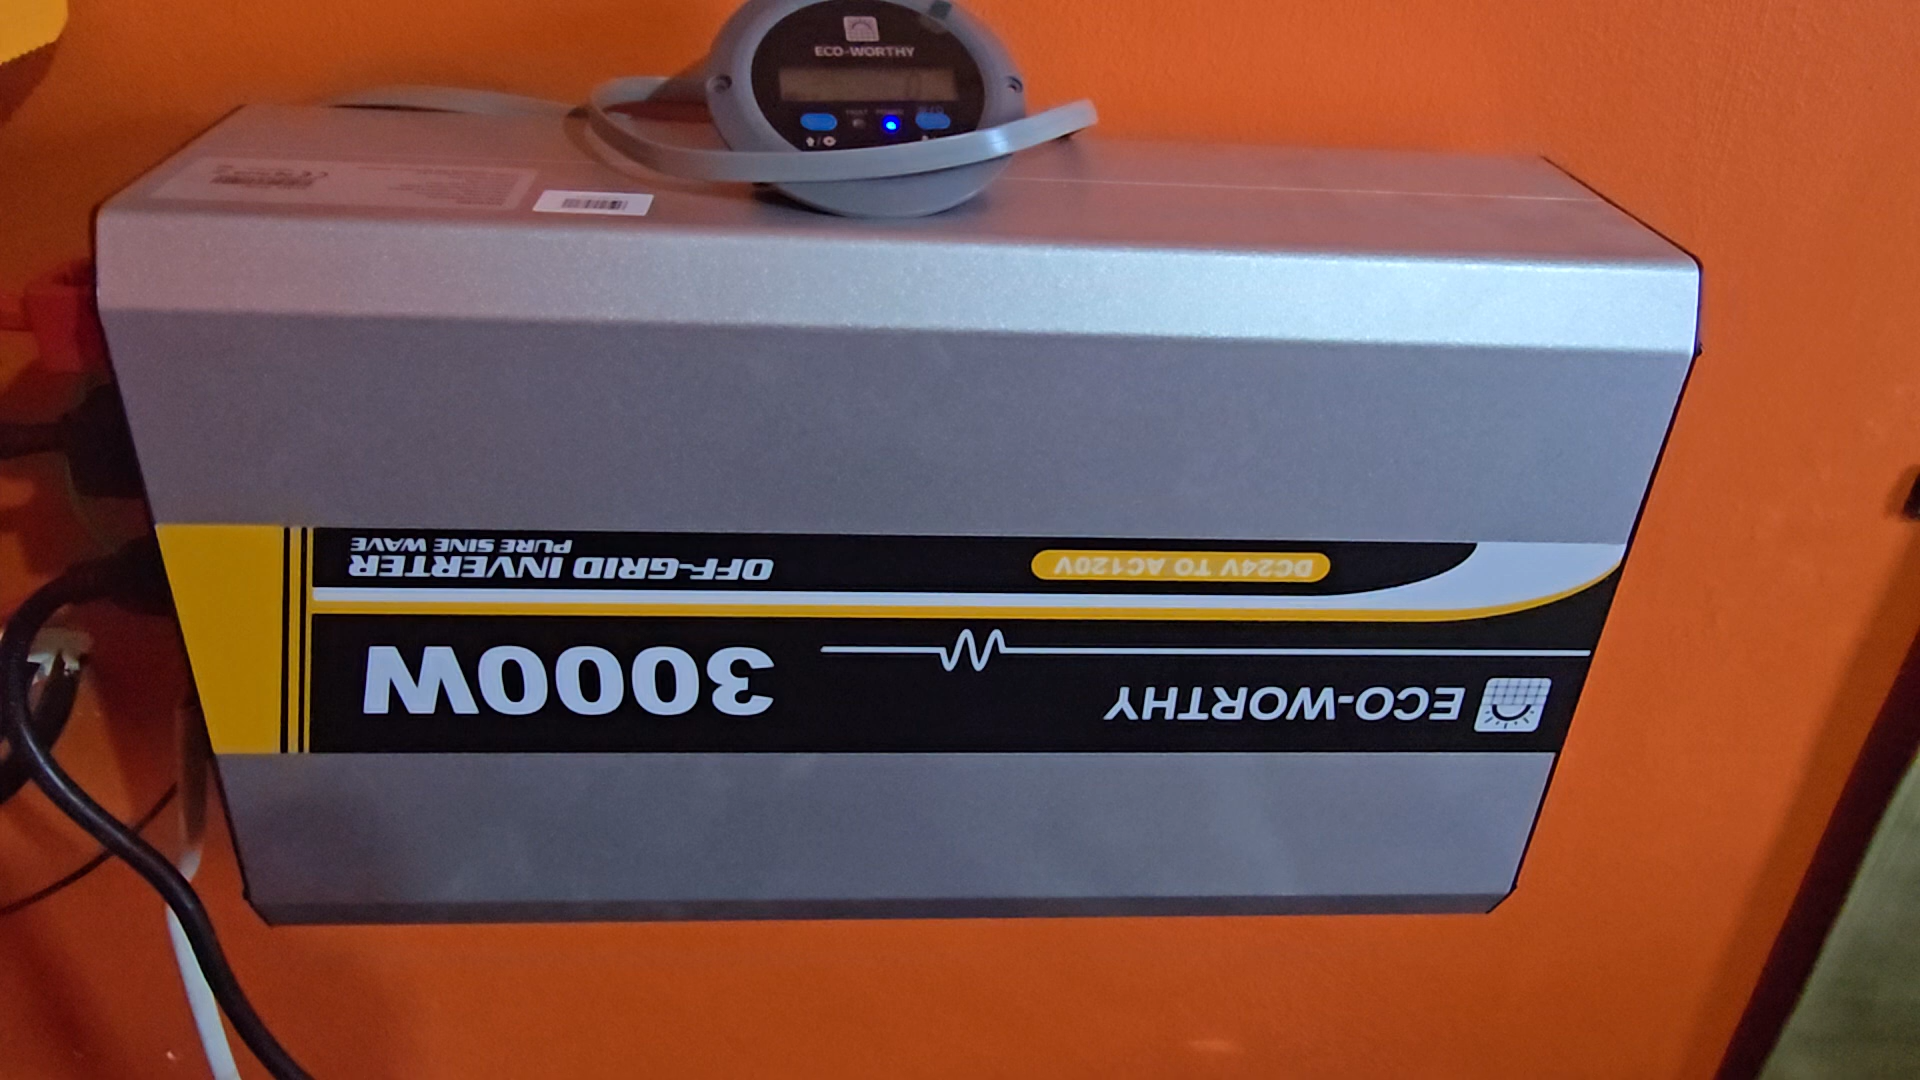 ECO-WORTHY
ECO-WORTHY
3000W
DC24V TO AC120V
OFF-GRID INVERTER
PURE SINE WAVE